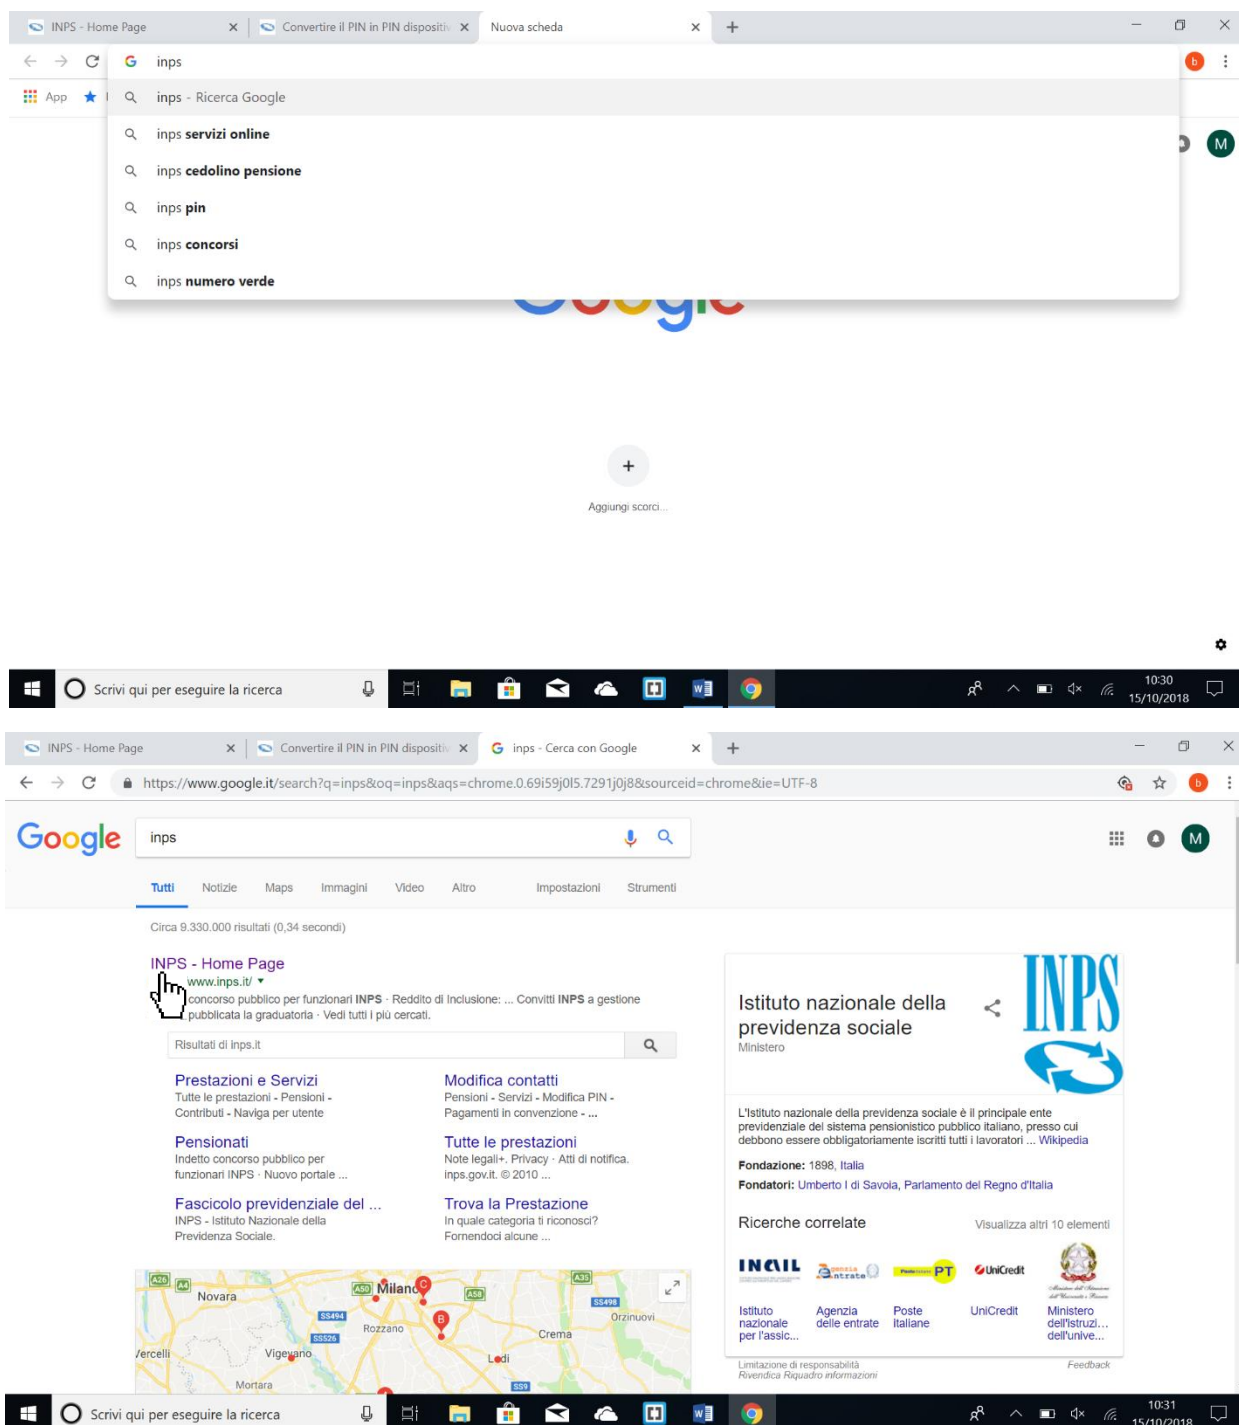 INPS - Home Page
Convertire il PIN in PIN dispositiv
Nuova scheda
inps
b
App
inps - Ricerca Google
inps servizi online
M
inps cedolino pensione
inps pin
inps concorsi
inps numero verde
Google
Aggiungi scorci...
Scrivi qui per eseguire la ricerca
10:30
15/10/2018
INPS - Home Page
Convertire il PIN in PIN dispositiv
inps - Cerca con Google
https://www.google.it/search?q=inps&oq=inps&aqs=chrome.0.69i59j0l5.7291j0j8&sourceid=chrome&ie=UTF-8
b
Google
inps
M
Tutti Notizie Maps Immagini Video Altro Impostazioni Strumenti
Circa 9.330.000 risultati (0,34 secondi)
INPS - Home Page
www.inps.it/
concorso pubblico per funzionari INPS · Reddito di Inclusione: ... Convitti INPS a gestione
pubblicata la graduatoria · Vedi tutti i più cercati.
Risultati di inps.it
Prestazioni e Servizi
Tutte le prestazioni - Pensioni -
Contributi - Naviga per utente
Modifica contatti
Pensioni - Servizi - Modifica PIN -
Pagamenti in convenzione - ...
Pensionati
Indetto concorso pubblico per
funzionari INPS · Nuovo portale ...
Tutte le prestazioni
Note legali+. Privacy · Atti di notifica.
inps.gov.it. © 2010 ...
Fascicolo previdenziale del ...
INPS - Istituto Nazionale della
Previdenza Sociale.
Trova la Prestazione
In quale categoria ti riconosci?
Fornendoci alcune ...
Istituto nazionale della
previdenza sociale
Ministero
INPS
L'Istituto nazionale della previdenza sociale è il principale ente
previdenziale del sistema pensionistico pubblico italiano, presso cui
debbono essere obbligatoriamente iscritti tutti i lavoratori ... Wikipedia
Fondazione: 1898, Italia
Fondatori: Umberto I di Savoia, Parlamento del Regno d'Italia
Ricerche correlate
Visualizza altri 10 elementi
INAIL
agenzia
entrate
PT
UniCredit
Istituto
nazionale
per l'assic...
Agenzia
delle entrate
Poste
italiane
UniCredit
Ministero
dell'istruzi...
dell'unive...
Limitazione di responsabilità
Rivendica Riquadro informazioni
Feedback
A26
A4
Novara
A50
Milano
C
A58
A35
SS498
Orzinuovi
SS494
Rozzano
B
SS526
Crema
Vercelli
Vigevano
Lodi
Mortara
SS9
Scrivi qui per eseguire la ricerca
10:31
15/10/2018